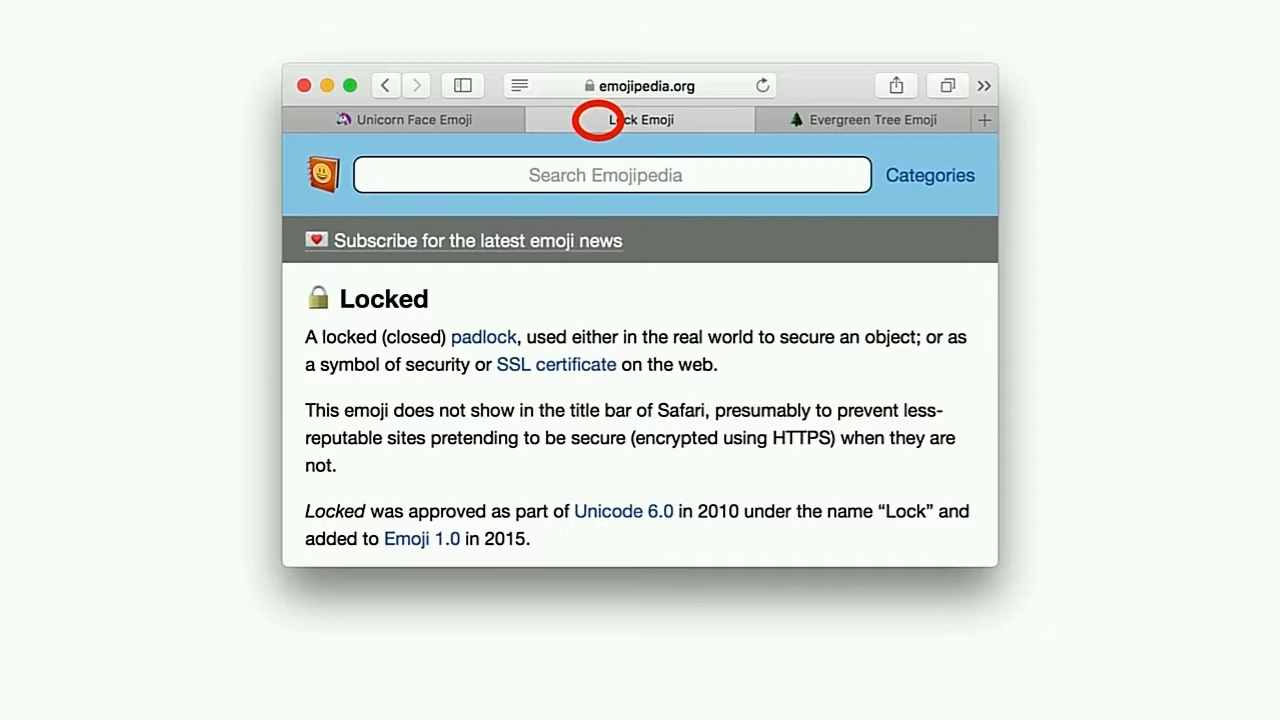 emojipedia.org
Unicorn Face Emoji
Lock Emoji
Evergreen Tree Emoji
Search Emojipedia
Categories
Subscribe for the latest emoji news
Locked
A locked (closed) padlock, used either in the real world to secure an object; or as
a symbol of security or SSL certificate on the web.
This emoji does not show in the title bar of Safari, presumably to prevent less-
reputable sites pretending to be secure (encrypted using HTTPS) when they are
not.
Locked was approved as part of Unicode 6.0 in 2010 under the name “Lock” and
added to Emoji 1.0 in 2015.